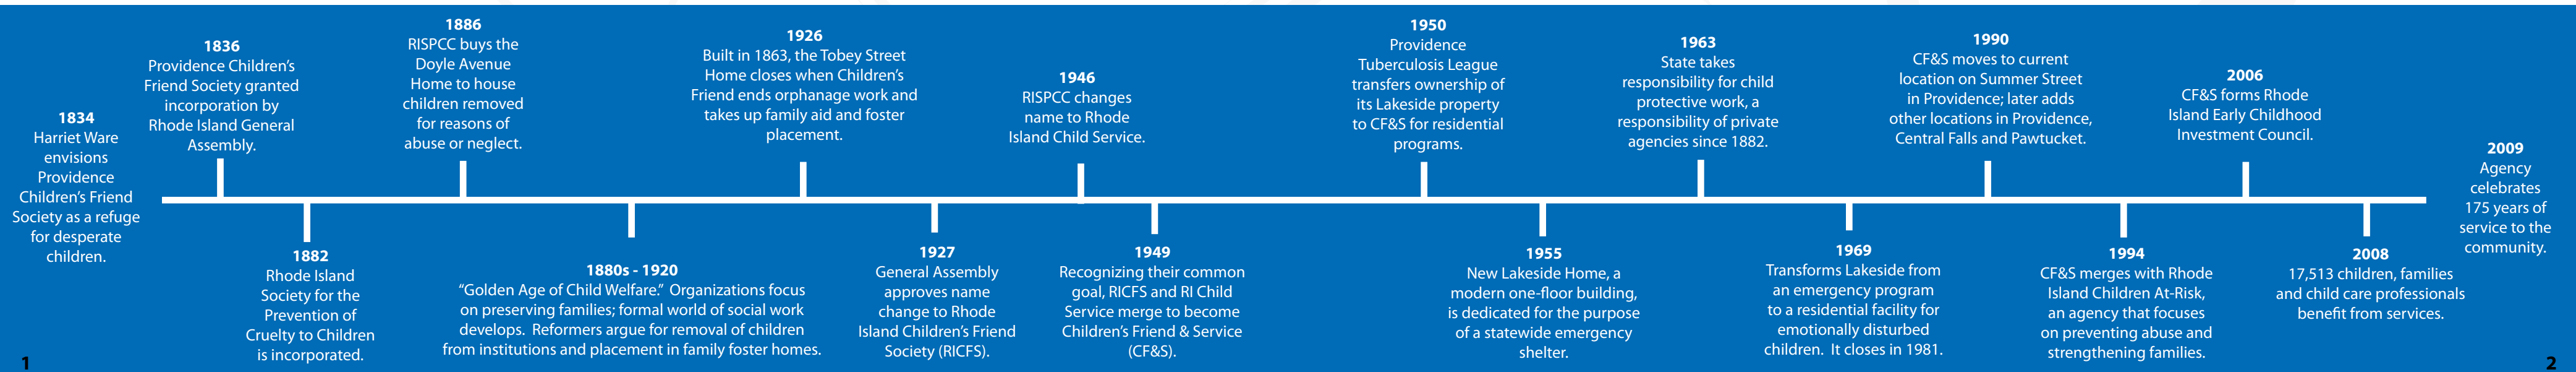 1834
Harriet Ware
envisions
Providence
Children’s Friend
Society as a refuge
for desperate
children.
1836
Providence Children’s
Friend Society granted
incorporation by
Rhode Island General
Assembly.
1882
Rhode Island
Society for the
Prevention of
Cruelty to Children
is incorporated.
1886
RISPCC buys the
Doyle Avenue
Home to house
children removed
for reasons of
abuse or neglect.
1880s - 1920
“Golden Age of Child Welfare.”  Organizations focus
on preserving families; formal world of social work
develops.  Reformers argue for removal of children
from institutions and placement in family foster homes.
1926
Built in 1863, the Tobey Street
Home closes when Children’s
Friend ends orphanage work and
takes up family aid and foster
placement.
1927
General Assembly
approves name
change to Rhode
Island Children’s Friend
Society (RICFS).
1946
RISPCC changes
name to Rhode
Island Child Service.
1949
Recognizing their common
goal, RICFS and RI Child
Service merge to become
Children’s Friend & Service
(CF&S).
1950
Providence
Tuberculosis League
transfers ownership of
its Lakeside property
to CF&S for residential
programs.
1955
New Lakeside Home, a
modern one-floor building,
is dedicated for the purpose
of a statewide emergency
shelter.
1963
State takes
responsibility for child
protective work, a
responsibility of private
agencies since 1882.
1969
Transforms Lakeside from
an emergency program
to a residential facility for
emotionally disturbed
children.  It closes in 1981.
1990
CF&S moves to current
location on Summer Street
in Providence; later adds
other locations in Providence,
Central Falls and Pawtucket.
1994
CF&S merges with Rhode
Island Children At-Risk,
an agency that focuses
on preventing abuse and
strengthening families.
2006
CF&S forms Rhode
Island Early Childhood
Investment Council.
2008
17,513 children, families
and child care professionals
benefit from services.
2009
Agency
celebrates
175 years of
service to the
community.
1
2